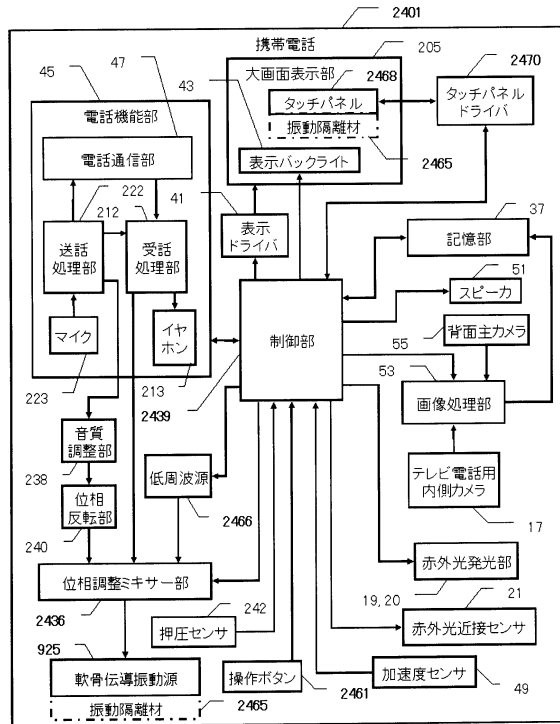 2401
携帯電話
205
45
47
43
大画面表示部
2468
2470
電話機能部
タッチパネル
タッチパネル
ドライバ
振動隔離材
2465
電話通信部
表示バックライト
222
212
41
37
送話
処理部
受話
処理部
表示
ドライバ
記憶部
51
スピーカ
マイク
イヤ
ホン
制御部
背面主カメラ
55
53
223
213
2439
画像処理部
音質
調整部
238
低周波源
テレビ電話用
内側カメラ
位相
反転部
2466
17
240
赤外光発光部
位相調整ミキサー部
19, 20
21
2436
242
押圧センサ
赤外光近接センサ
925
軟骨伝導振動源
操作ボタン
加速度センサ
振動隔離材
2465
2461
49